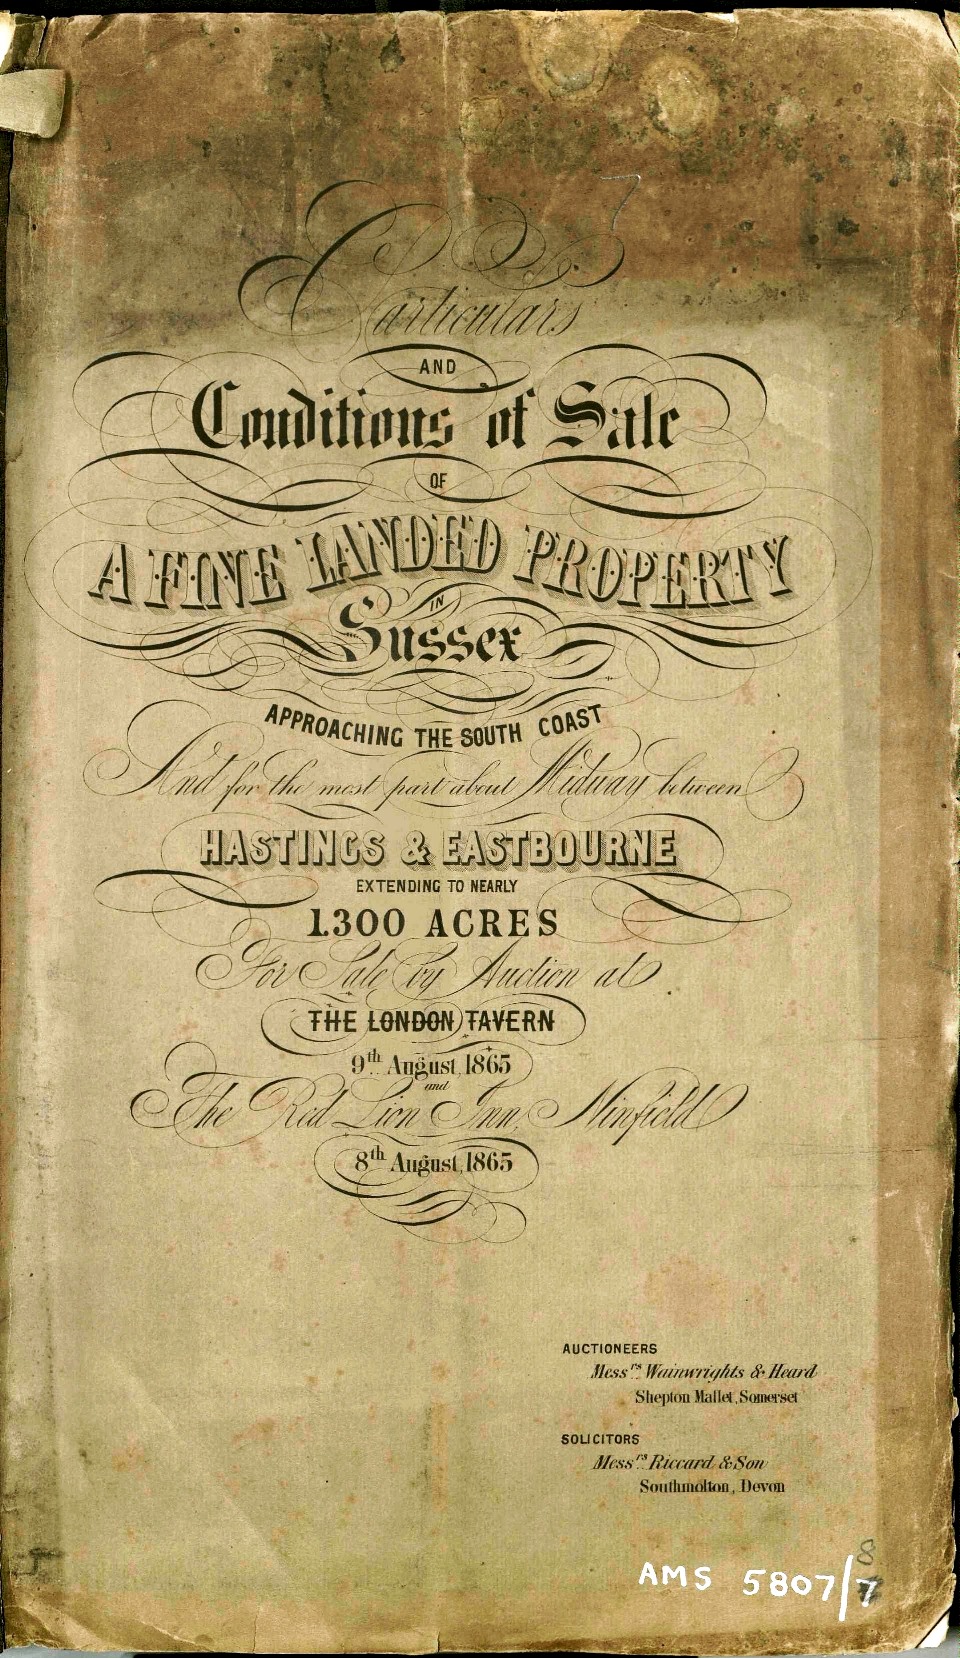 Particulars
AND
Conditions of Sale
OF
A FINE LANDED PROPERTY
IN
Sussex
APPROACHING THE SOUTH COAST
And for the most part about Midway between
HASTINGS & EASTBOURNE
EXTENDING TO NEARLY
1300 ACRES
For Sale by Auction at
THE LONDON TAVERN
9th August, 1865
and
The Red Lion Inn, Ninfield
8th August, 1865
AUCTIONEERS
Messrs Wainwrights & Heard
Shepton Mallet, Somerset
SOLICITORS
Messrs Riccard & Son
Southmolton, Devon
8
AMS 5807/7